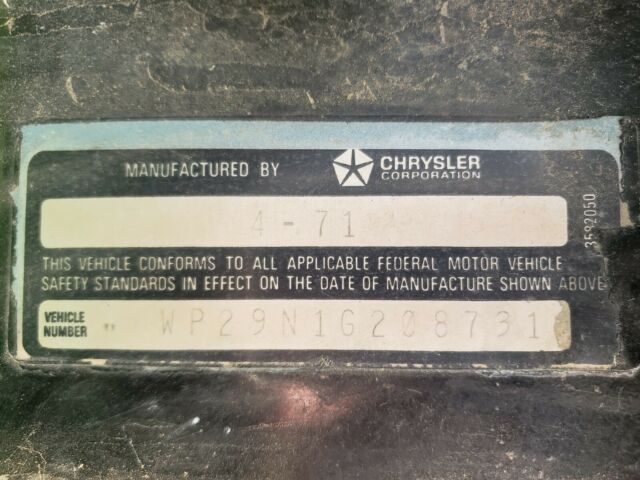 MANUFACTURED BY CHRYSLER CORPORATION
4-71
THIS VEHICLE CONFORMS TO ALL APPLICABLE FEDERAL MOTOR VEHICLE
SAFETY STANDARDS IN EFFECT ON THE DATE OF MANUFACTURE SHOWN ABOVE
VEHICLE
NUMBER
WP29N1G208731
3582050